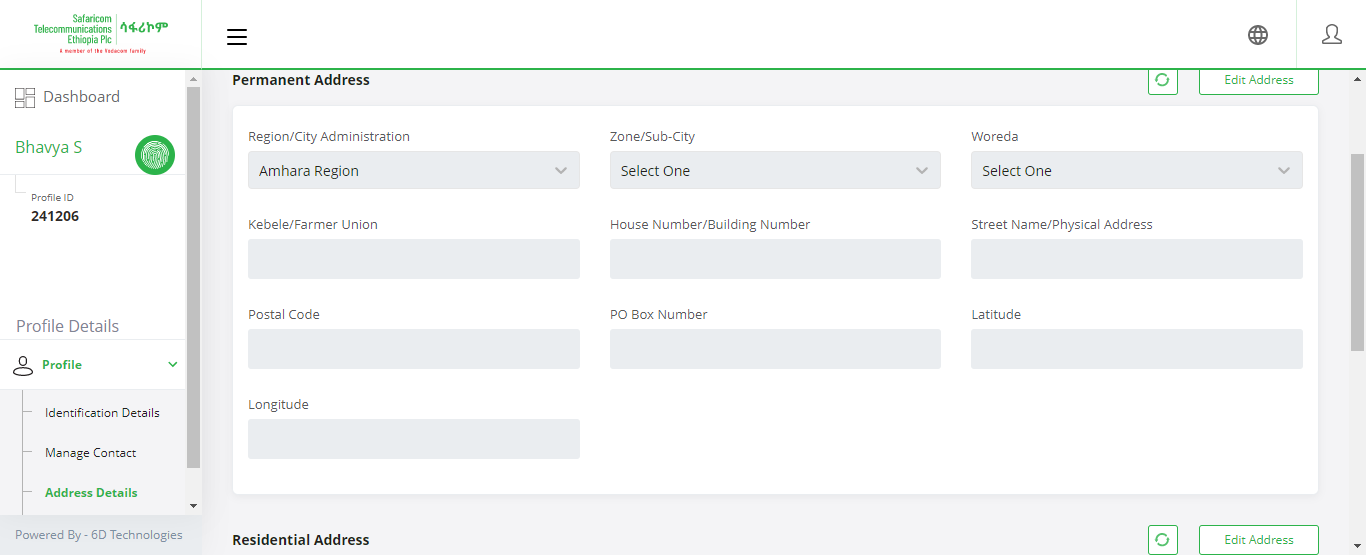 Safaricom
Telecommunications
Ethiopia Plc
ሳፋሪኮም
A member of the Vodacom family
Dashboard
Bhavya S
Profile ID
241206
Profile Details
Profile
Identification Details
Manage Contact
Address Details
Powered By - 6D Technologies
Permanent Address
Edit Address
Region/City Administration
Zone/Sub-City
Woreda
Amhara Region
Select One
Select One
Kebele/Farmer Union
House Number/Building Number
Street Name/Physical Address
Postal Code
PO Box Number
Latitude
Longitude
Residential Address
Edit Address